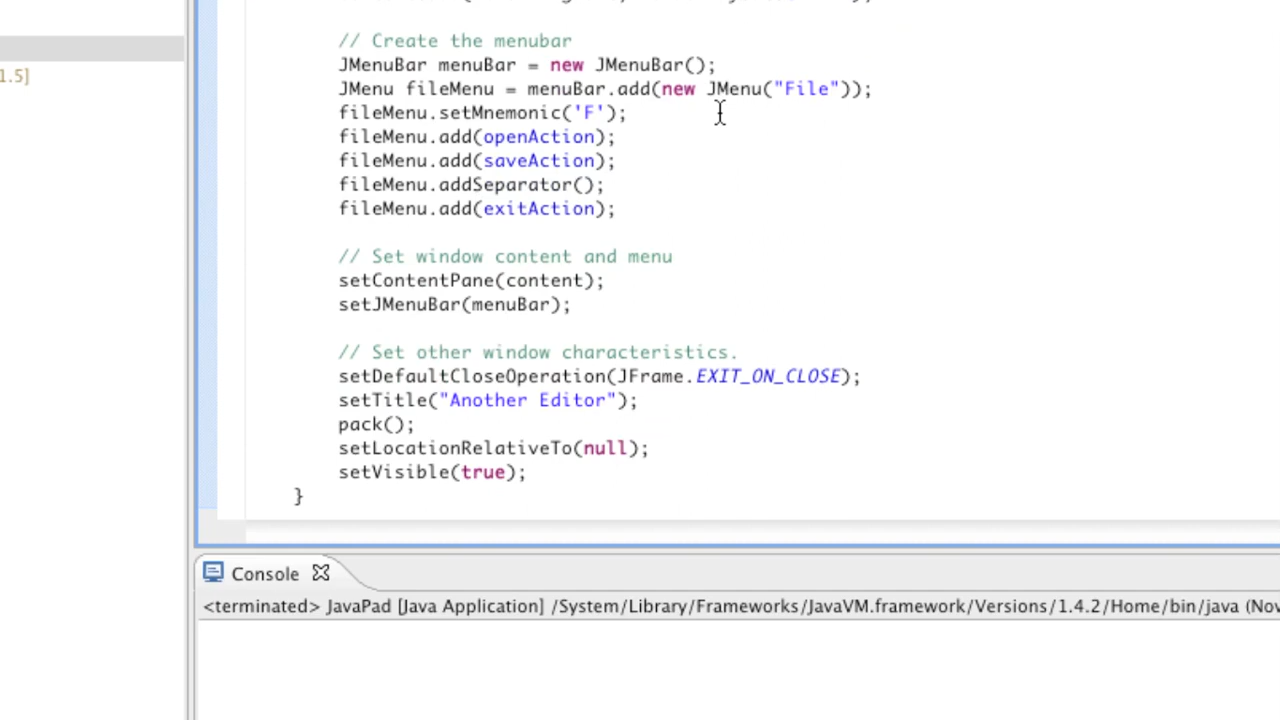 // Create the menubar
JMenuBar menuBar = new JMenuBar();
1.5]
JMenu fileMenu = menuBar.add(new JMenu("File"));
fileMenu.setMnemonic('F');
fileMenu.add(openAction);
fileMenu.add(saveAction);
fileMenu.addSeparator();
fileMenu.add(exitAction);
// Set window content and menu
setContentPane(content);
setJMenuBar(menuBar);
// Set other window characteristics.
setDefaultCloseOperation(JFrame.EXIT_ON_CLOSE);
setTitle("Another Editor");
pack();
setLocationRelativeTo(null);
setVisible(true);
}
Console
<terminated> JavaPad [Java Application] /System/Library/Frameworks/JavaVM.framework/Versions/1.4.2/Home/bin/java (Nov